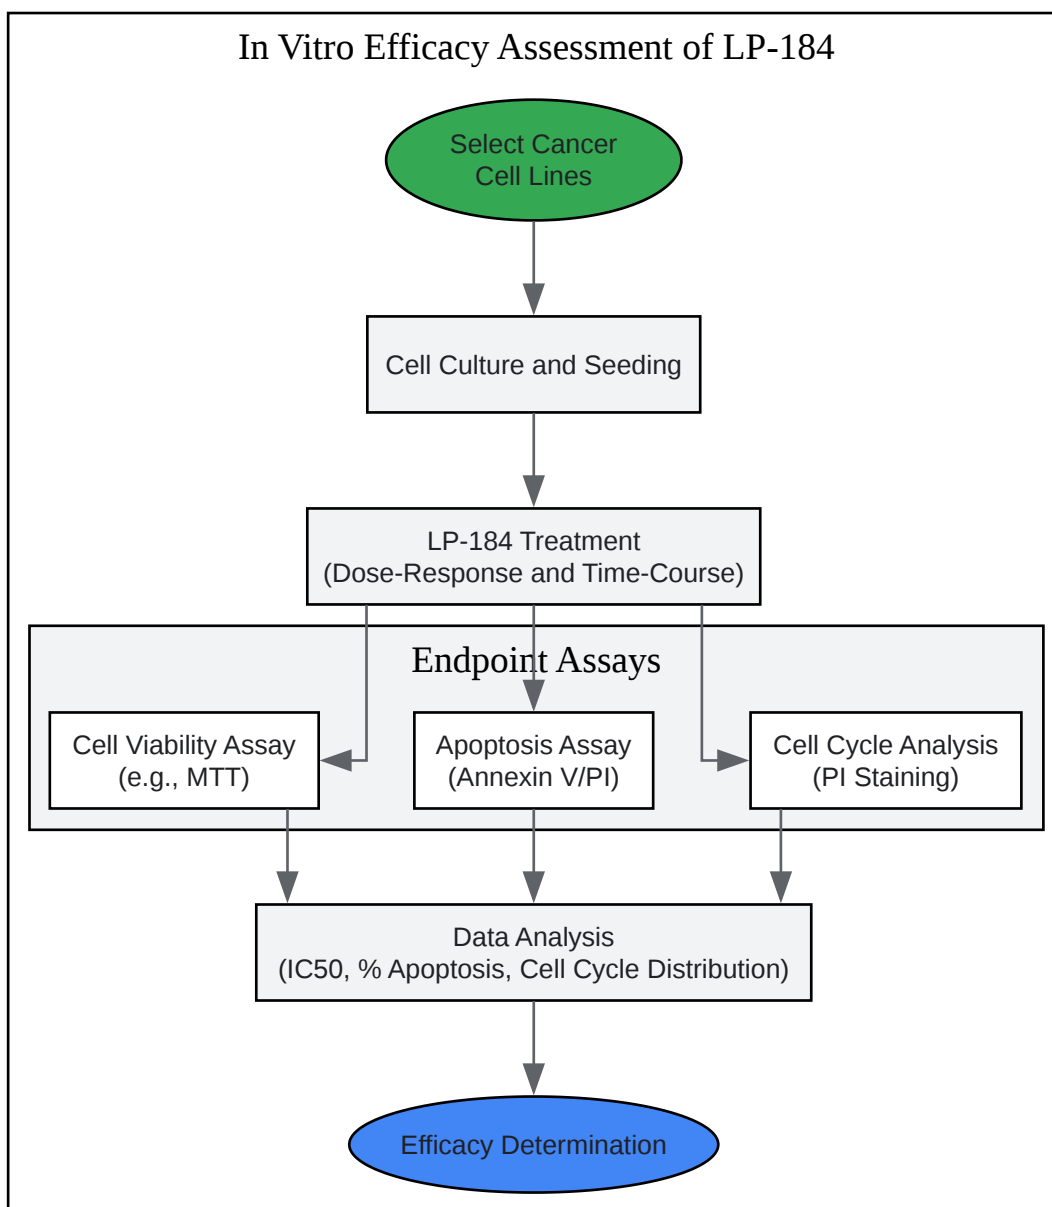 In Vitro Efficacy Assessment of LP-184
Select Cancer
Cell Lines
Cell Culture and Seeding
LP-184 Treatment
(Dose-Response and Time-Course)
Endpoint Assays
Cell Viability Assay
(e.g., MTT)
Apoptosis Assay
(Annexin V/PI)
Cell Cycle Analysis
(PI Staining)
Data Analysis
(IC50, % Apoptosis, Cell Cycle Distribution)
Efficacy Determination